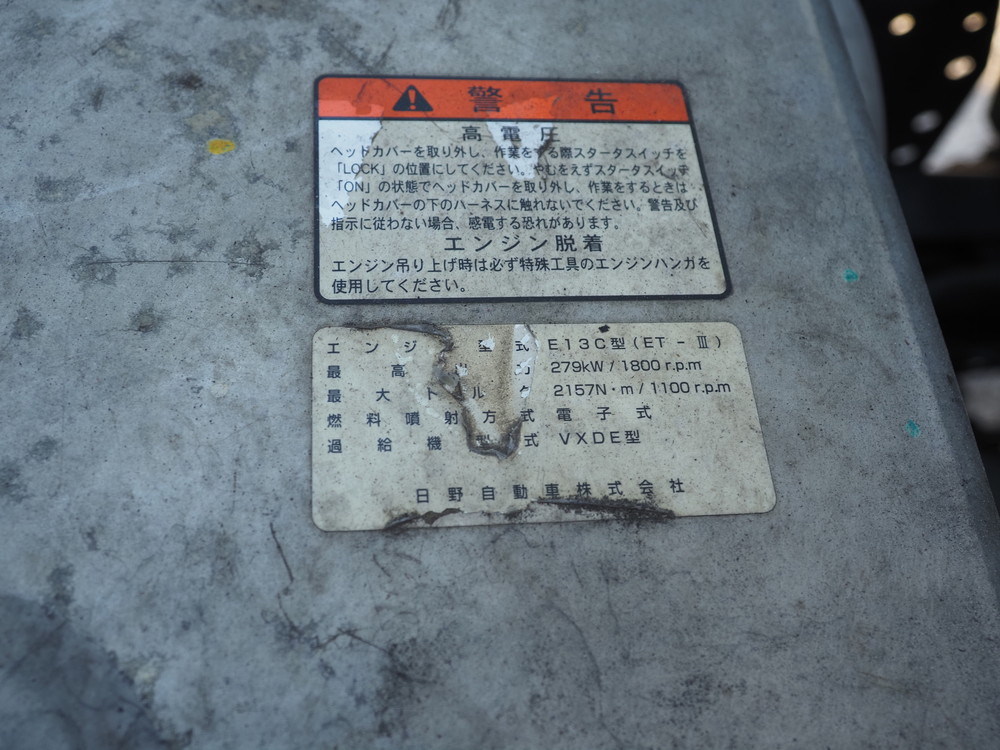 警告
高電圧
ヘッドカバーを取り外し、作業をする際スタータスイッチを
「LOCK」の位置にしてください。やむをえずスタータスイッチ
「ON」の状態でヘッドカバーを取り外し、作業をするときは
ヘッドカバーの下のハーネスに触れないでください。警告及び
指示に従わない場合、感電する恐れがあります。
エンジン脱着
エンジン吊り上げ時は必ず特殊工具のエンジンハンガを
使用してください。
エンジ 型式 E13C型(ET-Ⅲ)
最高出力 279kW/1800 r.p.m
最大トルク 2157N・m/1100 r.p.m
燃料噴射方式 電子式
過給機型式 VXDE型
日野自動車株式会社